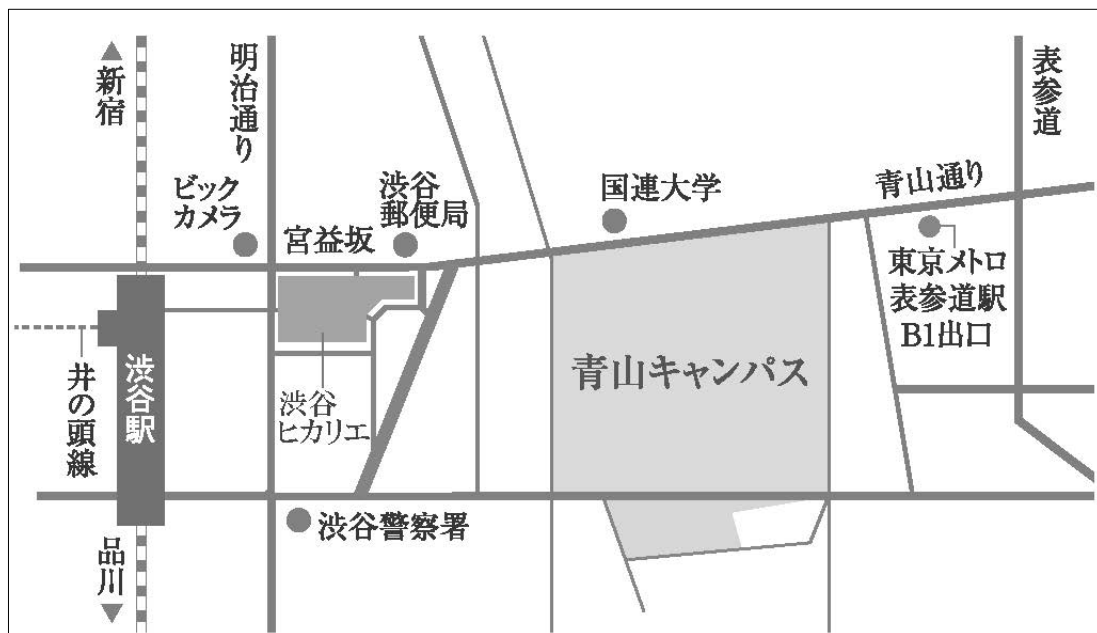 ▲新宿
明治通り
ビック
カメラ
宮益坂
渋谷
郵便局
国連大学
青山通り
表参道
東京メトロ
表参道駅
B1出口
青山キャンパス
渋谷駅
井の頭線
渋谷
ヒカリエ
渋谷警察署
品川▼